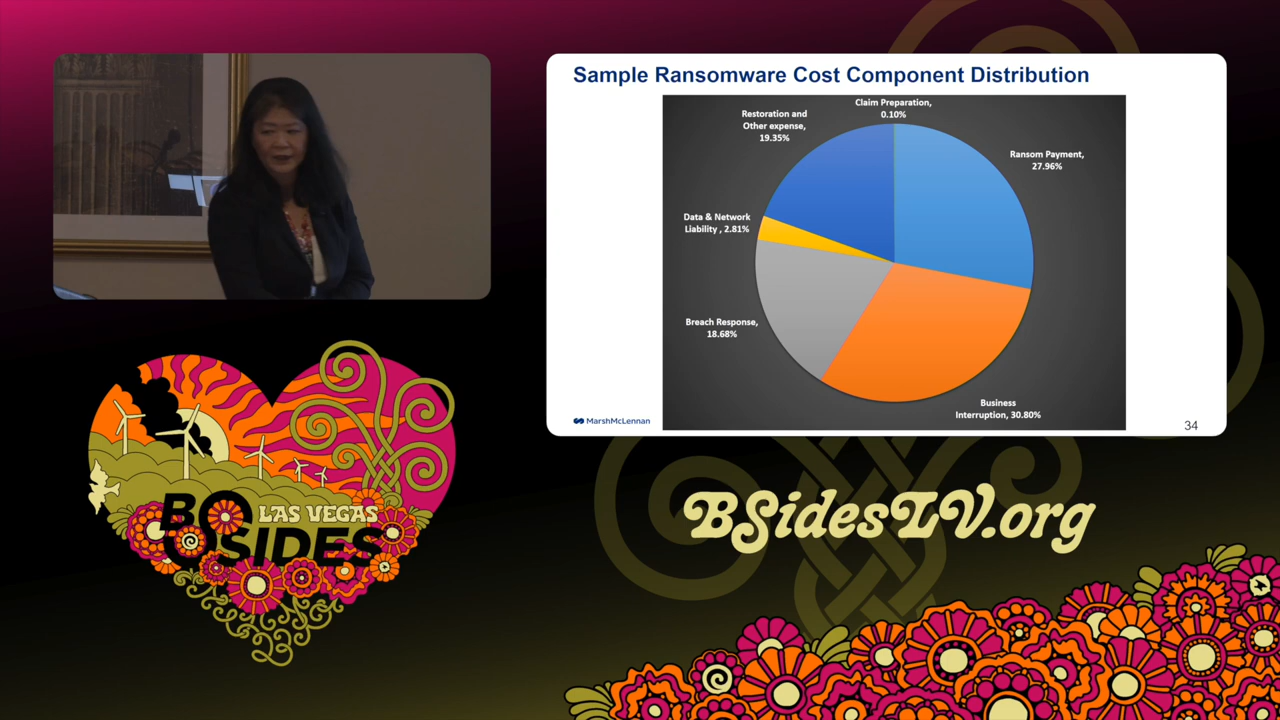 Sample Ransomware Cost Component Distribution
Claim Preparation,
0.10%
Restoration and
Other expense,
19.35%
Ransom Payment,
27.96%
Data & Network
Liability , 2.81%
Breach Response,
18.68%
Business
Interruption, 30.80%
MarshMcLennan
34
LAS VEGAS
BSIDES
BSidesLV.org
23